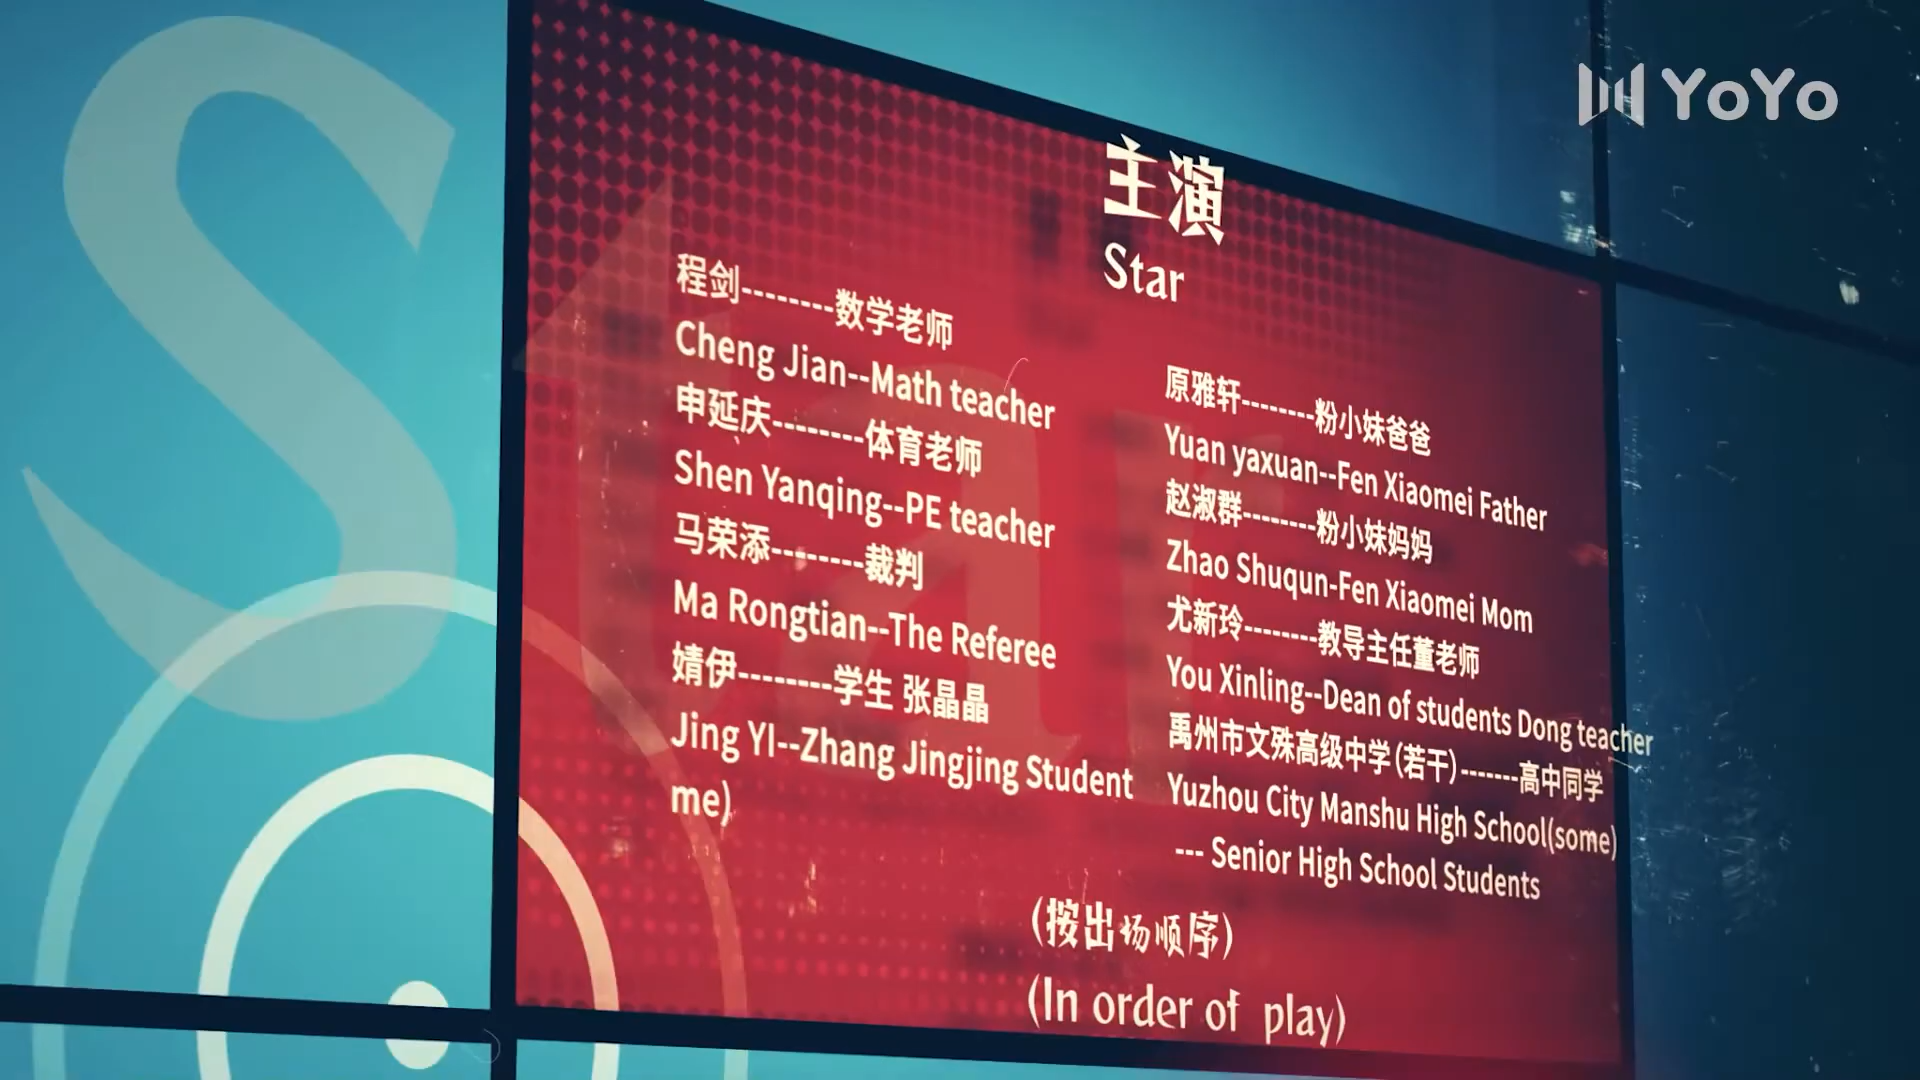 YoYo
主演
Star
程剑--------数学老师
Cheng Jian--Math teacher
申延庆--------体育老师
Shen Yanqing--PE teacher
马荣添--------裁判
Ma Rongtian--The Referee
婧伊--------学生 张晶晶
Jing YI--Zhang Jingjing Student
me)
原雅轩--------粉小妹爸爸
Yuan yaxuan--Fen Xiaomei Father
赵淑群--------粉小妹妈妈
Zhao Shuqun-Fen Xiaomei Mom
尤新玲--------教导主任董老师
You Xinling--Dean of students Dong teacher
禹州市文殊高级中学(若干)-------高中同学
Yuzhou City Manshu High School(some)
--- Senior High School Students
(按出场顺序)
(In order of play)